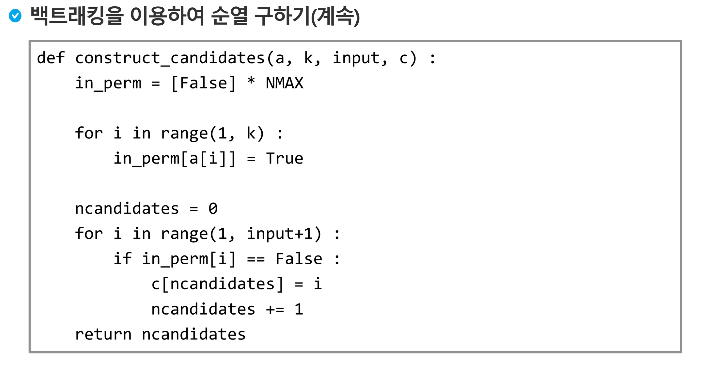 백트래킹을 이용하여 순열 구하기(계속)
def construct_candidates(a, k, input, c) :
    in_perm = [False] * NMAX

    for i in range(1, k) :
        in_perm[a[i]] = True

    ncandidates = 0
    for i in range(1, input+1) :
        if in_perm[i] == False :
            c[ncandidates] = i
            ncandidates += 1
    return ncandidates